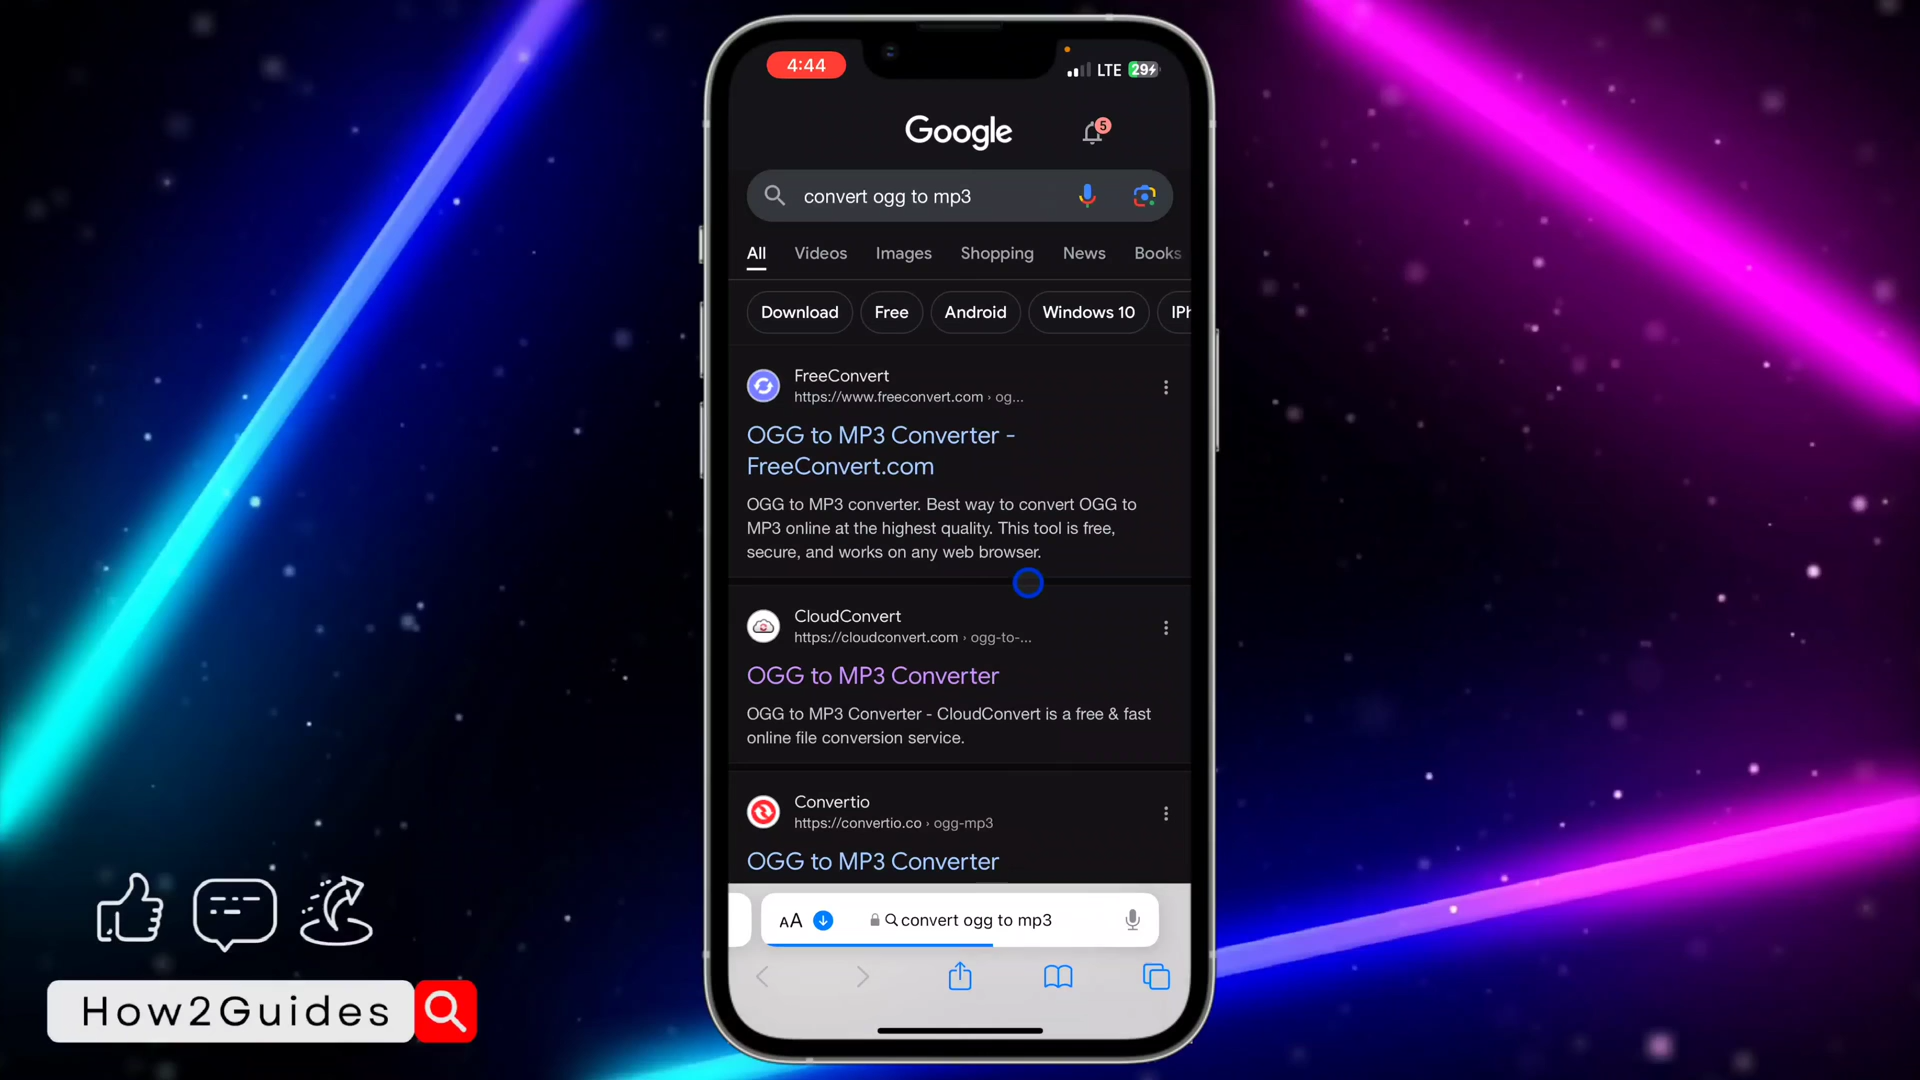 4:44
LTE 29
Google
5
convert ogg to mp3
All Videos Images Shopping News Books
Download Free Android Windows 10 IPh
FreeConvert
https://www.freeconvert.com › og...
OGG to MP3 Converter -
FreeConvert.com
OGG to MP3 converter. Best way to convert OGG to
MP3 online at the highest quality. This tool is free,
secure, and works on any web browser.
CloudConvert
https://cloudconvert.com › ogg-to-...
OGG to MP3 Converter
OGG to MP3 Converter - CloudConvert is a free & fast
online file conversion service.
Convertio
https://convertio.co › ogg-mp3
OGG to MP3 Converter
AA convert ogg to mp3
How2Guides